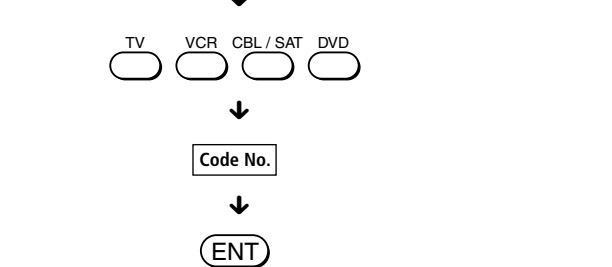 TV VCR CBL / SAT DVD
Code No.
ENT